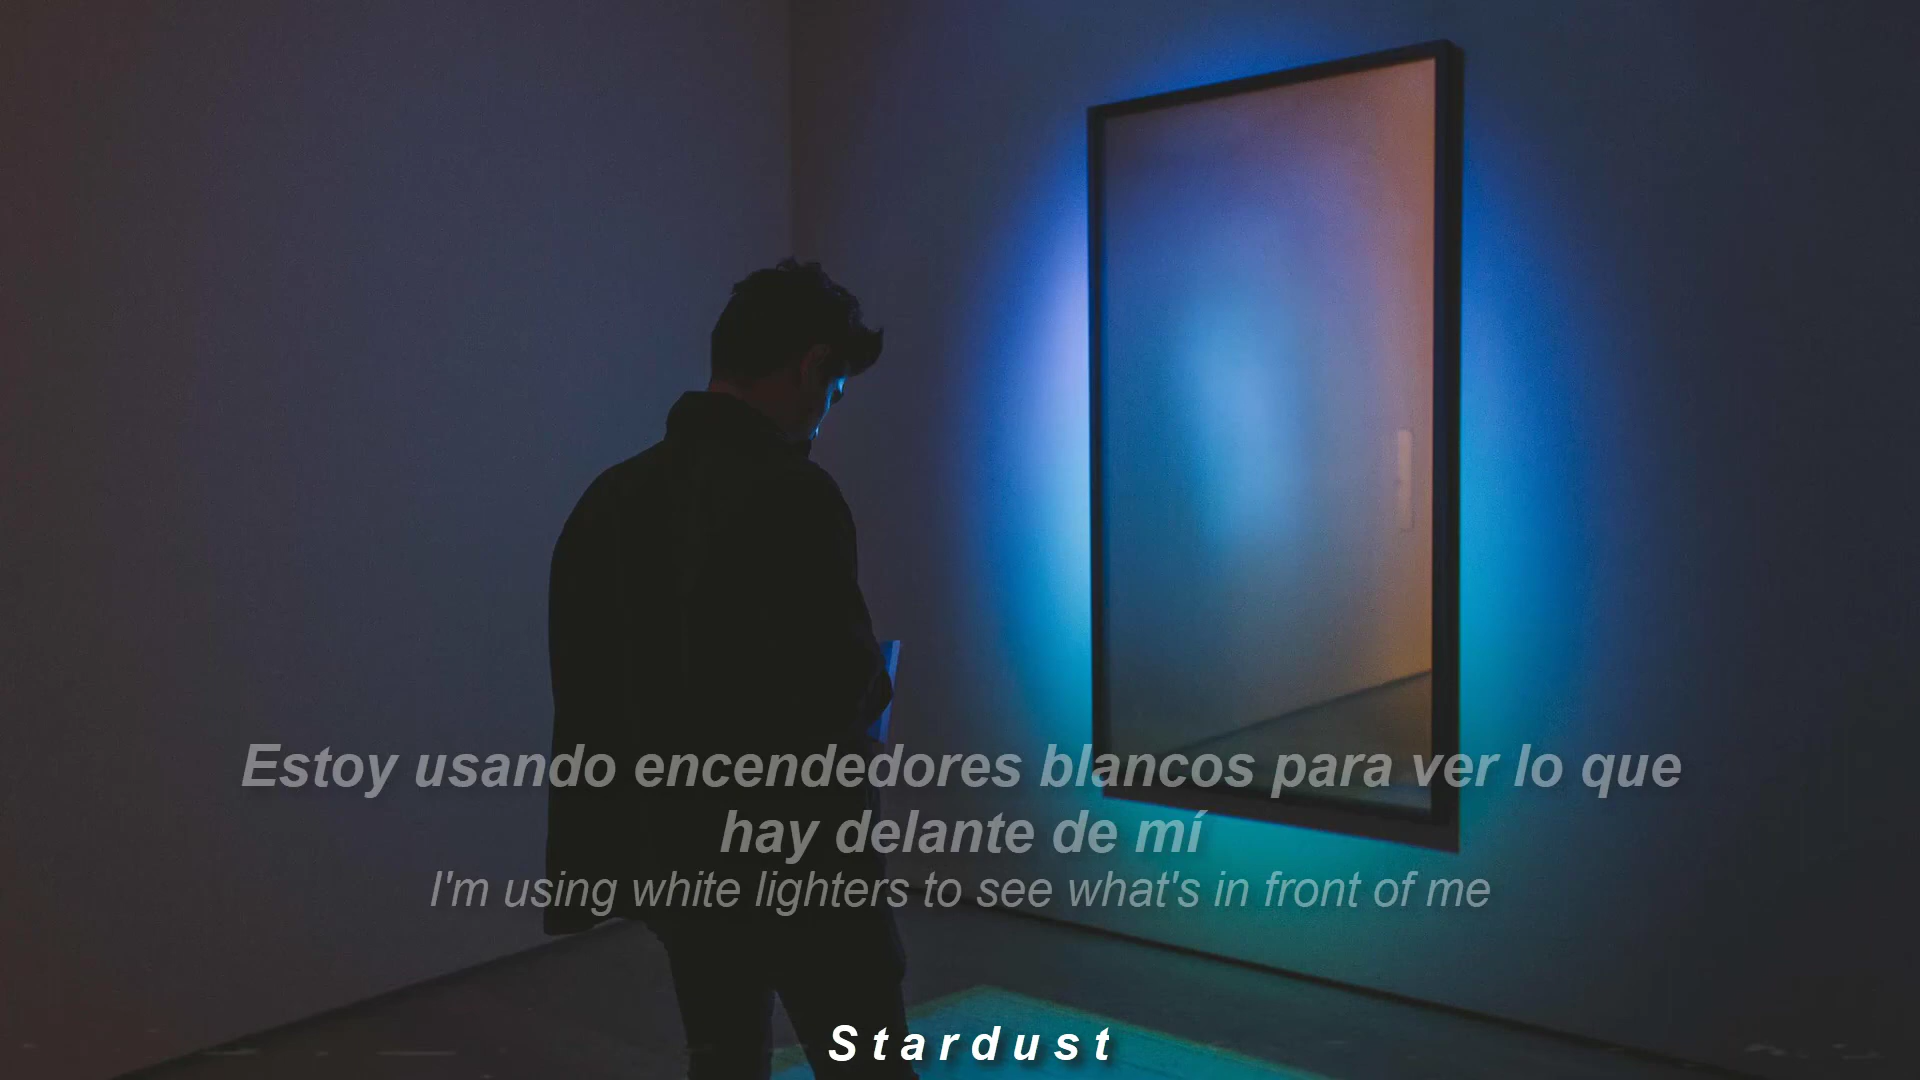 Estoy usando encendedores blancos para ver lo que
hay delante de mí
I'm using white lighters to see what's in front of me
Stardust